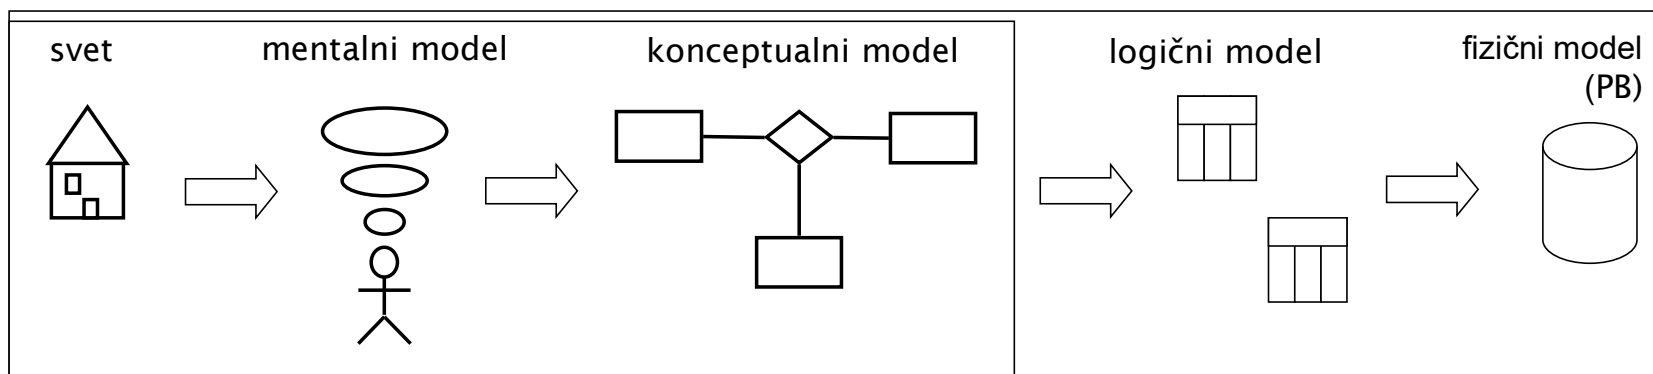 svet
mentalni model
konceptualni model
logični model
fizični model
(PB)